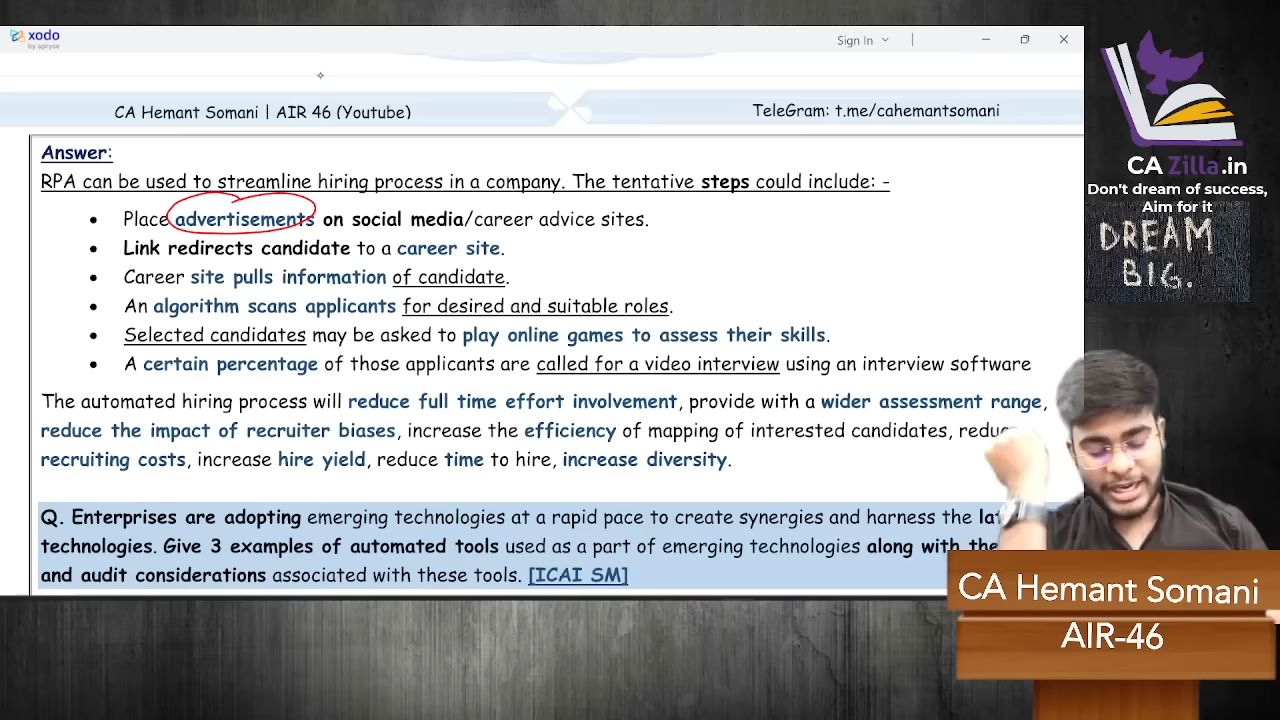 xodo
by apryse
Sign In
CA Hemant Somani | AIR 46 (Youtube)
TeleGram: t.me/cahemantsomani
Answer:
RPA can be used to streamline hiring process in a company. The tentative steps could include: -
• Place advertisements on social media/career advice sites.
• Link redirects candidate to a career site.
• Career site pulls information of candidate.
• An algorithm scans applicants for desired and suitable roles.
• Selected candidates may be asked to play online games to assess their skills.
• A certain percentage of those applicants are called for a video interview using an interview software
The automated hiring process will reduce full time effort involvement, provide with a wider assessment range,
reduce the impact of recruiter biases, increase the efficiency of mapping of interested candidates,
recruiting costs, increase hire yield, reduce time to hire, increase diversity.
Q. Enterprises are adopting emerging technologies at a rapid pace to create synergies and harness the
technologies. Give 3 examples of automated tools used as a part of emerging technologies along with
and audit considerations associated with these tools. [ICAI SM]
CA Zilla.in
Don't dream of success,
Aim for it
DREAM
BIG.
CA Hemant Somani
AIR-46